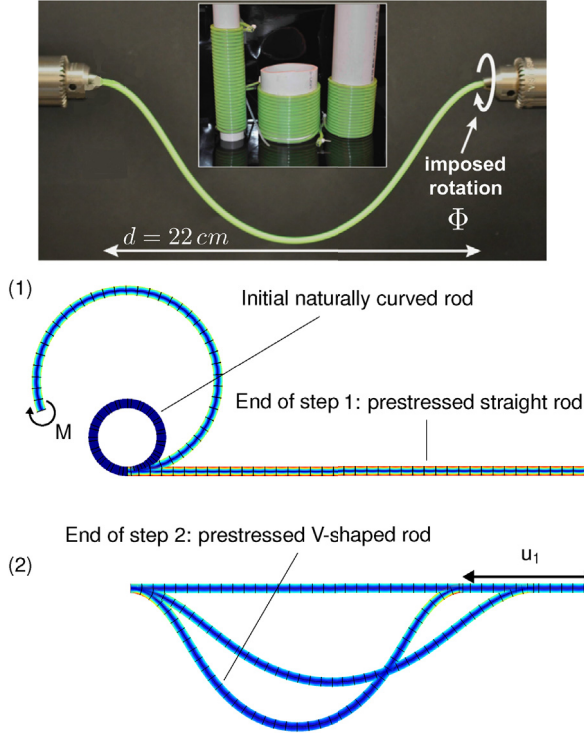 imposed
rotation
Φ
d = 22 cm
(1)
Initial naturally curved rod
End of step 1: prestressed straight rod
M
End of step 2: prestressed V-shaped rod
(2)
u₁